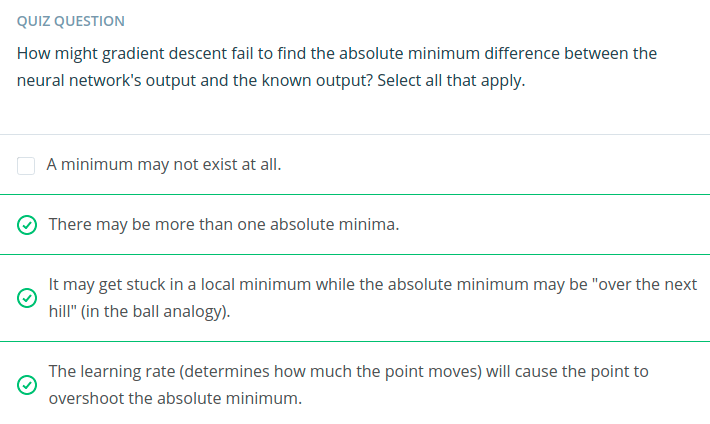 QUIZ QUESTION
How might gradient descent fail to find the absolute minimum difference between the
neural network's output and the known output? Select all that apply.
A minimum may not exist at all.
There may be more than one absolute minima.
It may get stuck in a local minimum while the absolute minimum may be "over the next
hill" (in the ball analogy).
The learning rate (determines how much the point moves) will cause the point to
overshoot the absolute minimum.